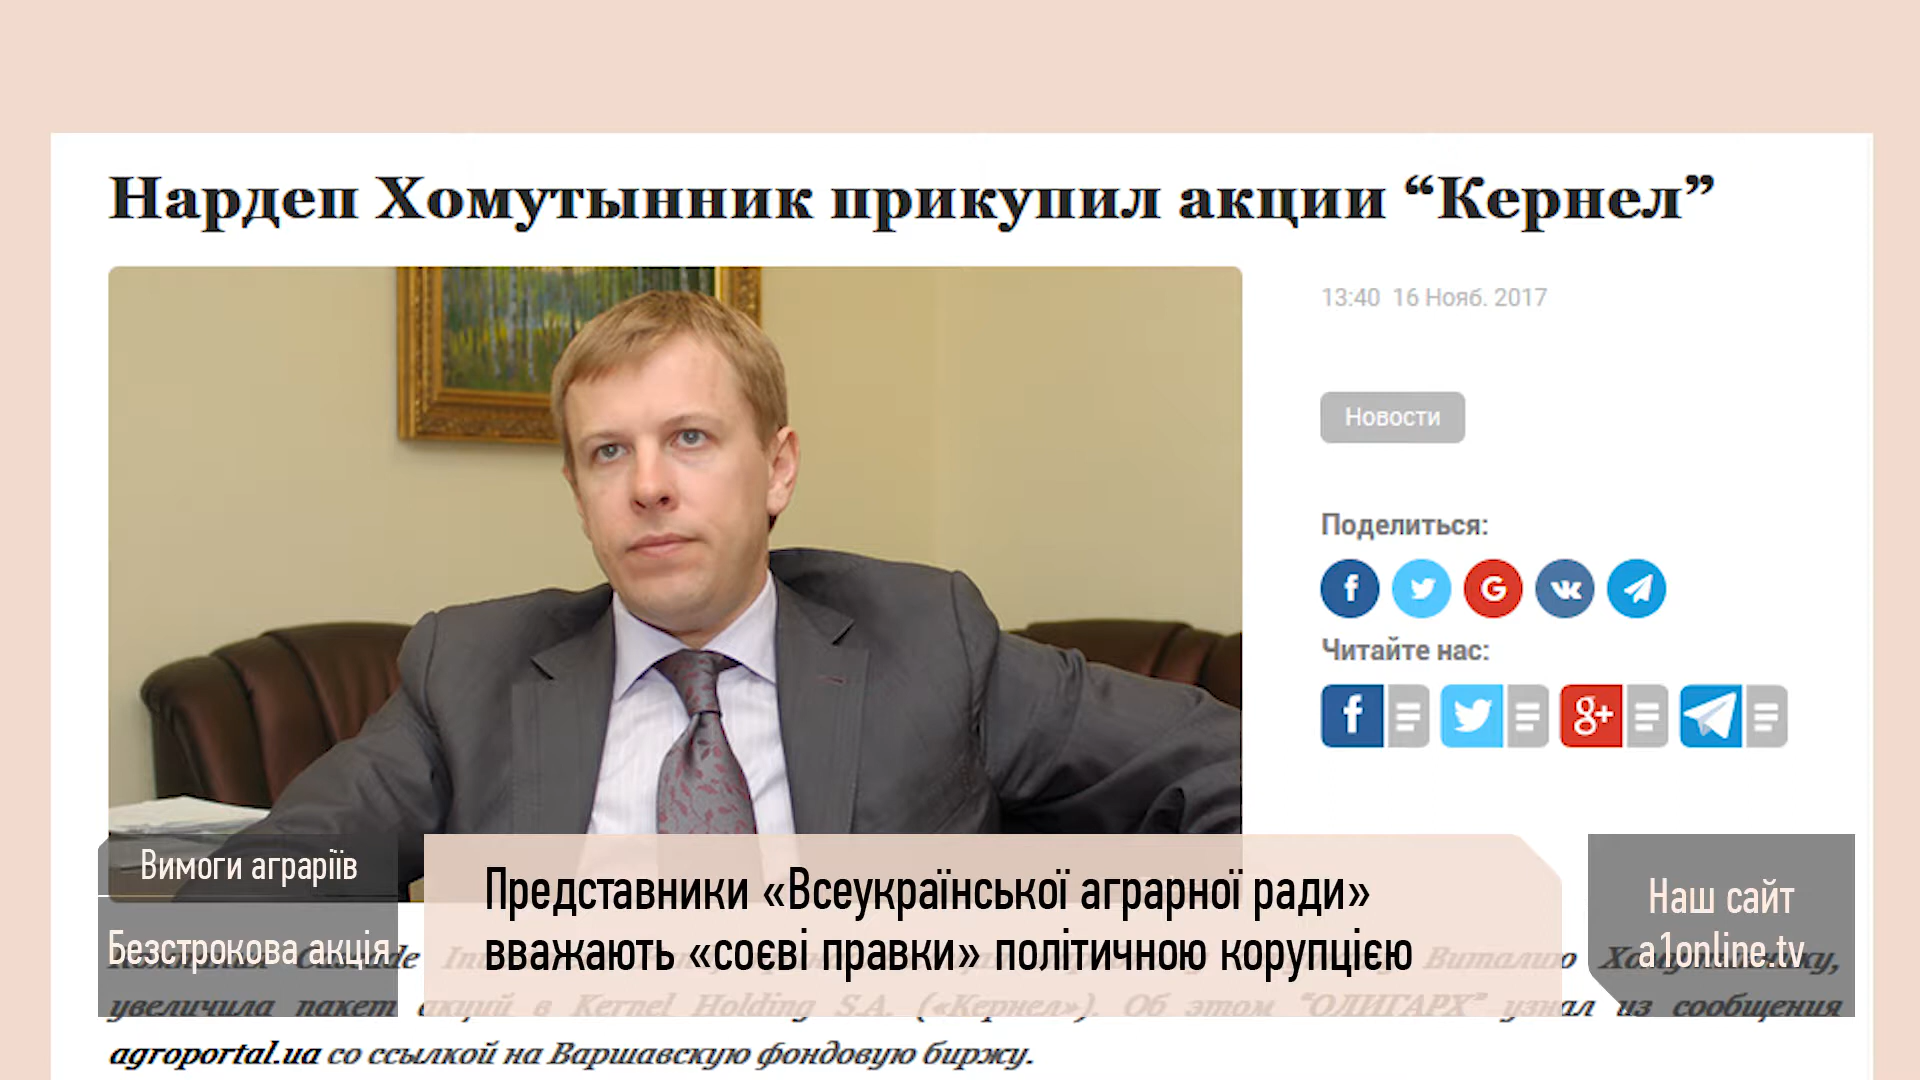 Нардеп Хомутынник прикупил акции “Кернел”
13:40 16 Нояб. 2017
Новости
Поделиться:
Читайте нас:
Вимоги аграріїв
Безстрокова акція
Представники «Всеукраїнської аграрної ради»
вважають «соєві правки» політичною корупцією
Наш сайт
a1online.tv
Виталию
увеличила пакет акций в Kernel Holding S.A. («Кернел»). Об этом “ОЛИГАРХ” узнал из сообщения
agroportal.ua со ссылкой на Варшавскую фондовую биржу.